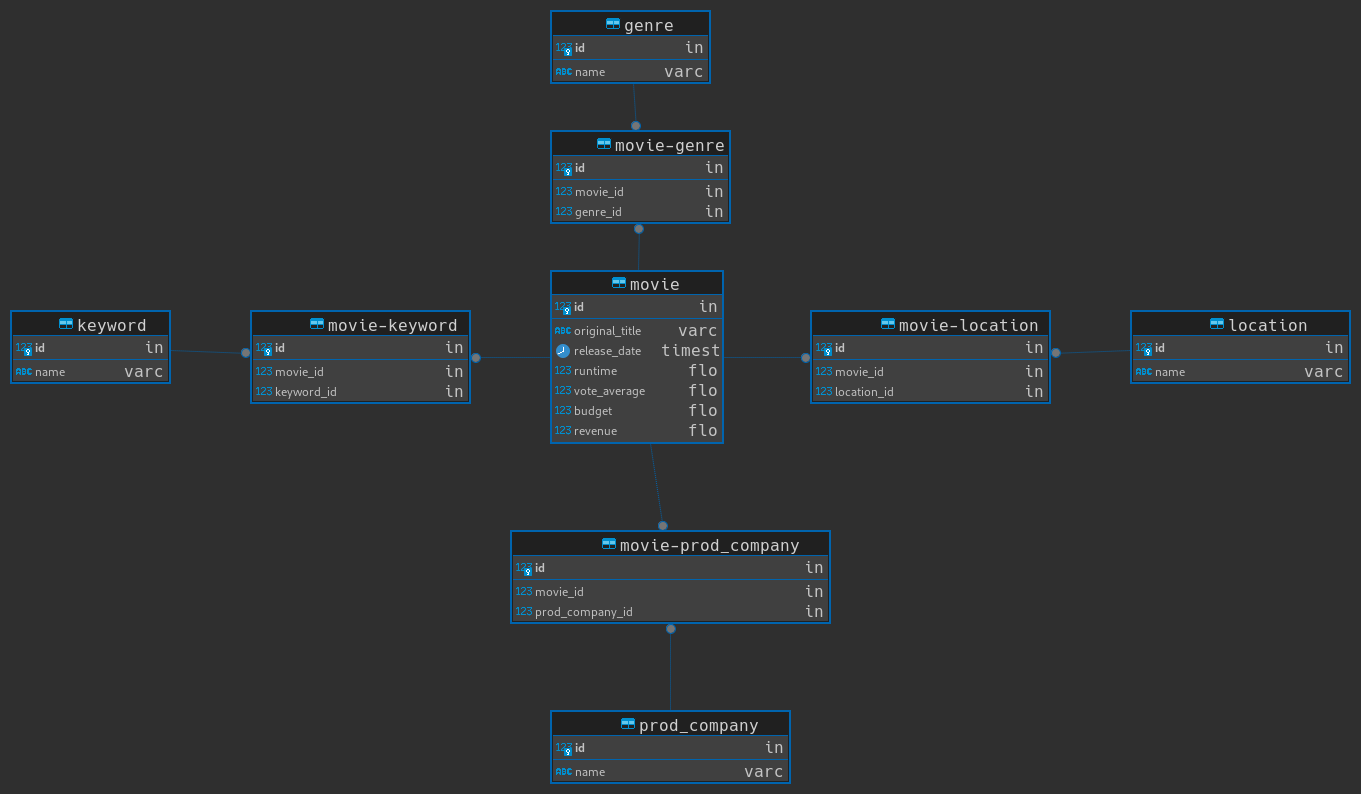 genre
123 id in
ABC name varc
movie-genre
123 id in
123 movie_id in
123 genre_id in
movie
123 id in
ABC original_title varc
release_date timest
123 runtime flo
123 vote_average flo
123 budget flo
123 revenue flo
keyword
123 id in
ABC name varc
movie-keyword
123 id in
123 movie_id in
123 keyword_id in
movie-location
123 id in
123 movie_id in
123 location_id in
location
123 id in
ABC name varc
movie-prod_company
123 id in
123 movie_id in
123 prod_company_id in
prod_company
123 id in
ABC name varc